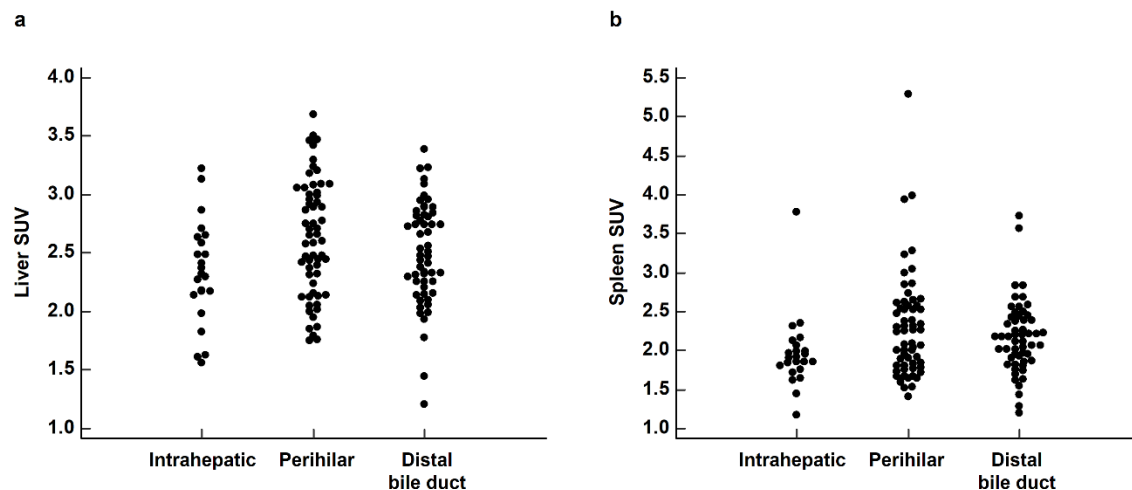 a
Liver SUV
4.0
3.5
3.0
2.5
2.0
1.5
1.0
Intrahepatic Perihilar Distal
bile duct
b
Spleen SUV
5.5
5.0
4.5
4.0
3.5
3.0
2.5
2.0
1.5
1.0
Intrahepatic Perihilar Distal
bile duct